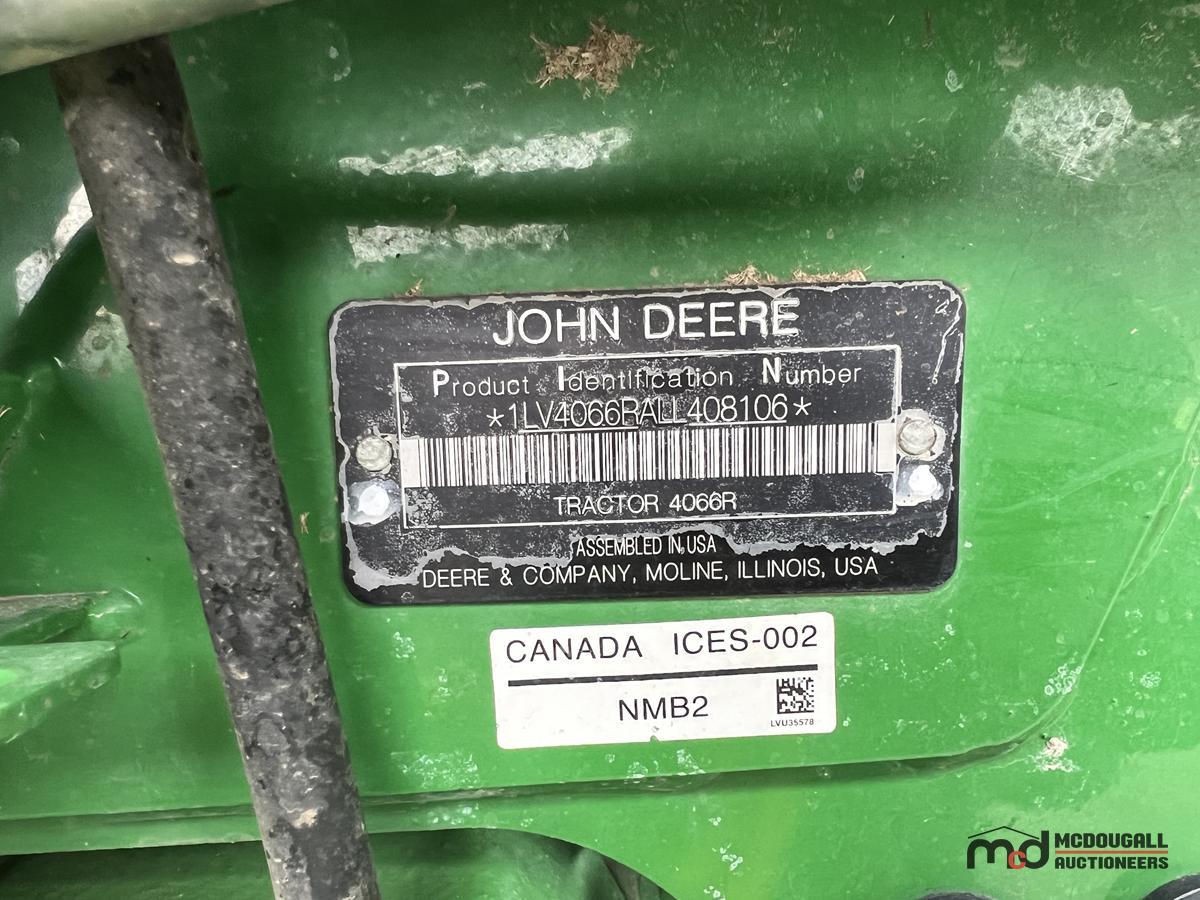 JOHN DEERE
Product Identification Number
*1LV4066RALL408106*
TRACTOR 4066R
ASSEMBLED IN USA
DEERE & COMPANY, MOLINE, ILLINOIS, USA
CANADA ICES-002
NMB2
LVU35578
mcd MCDOUGALL
AUCTIONEERS